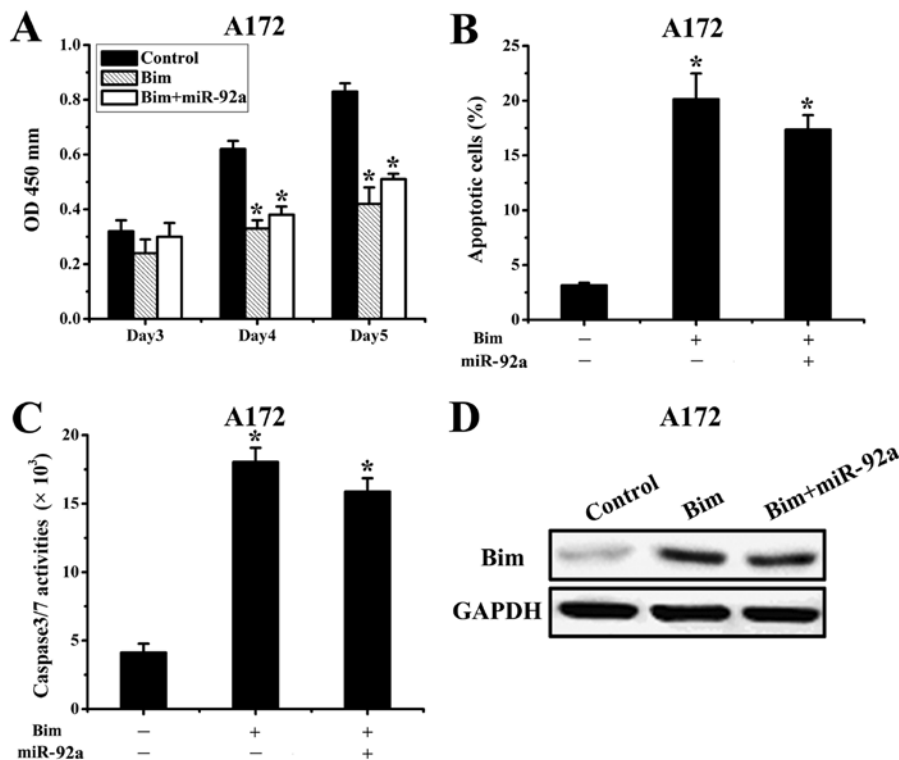 A
A172
Control
Bim
Bim+miR-92a
OD 450 mm
1.0
0.8
0.6
0.4
0.2
0.0
Day3
Day4
Day5
*
*
*
*
B
A172
Apoptotic cells (%)
25
20
15
10
5
0
*
*
Bim − + +
miR-92a − − +
C
A172
Caspase3/7 activities (× 10³)
20
15
10
5
0
*
*
Bim − + +
miR-92a − − +
D
A172
Control Bim Bim+miR-92a
Bim
GAPDH